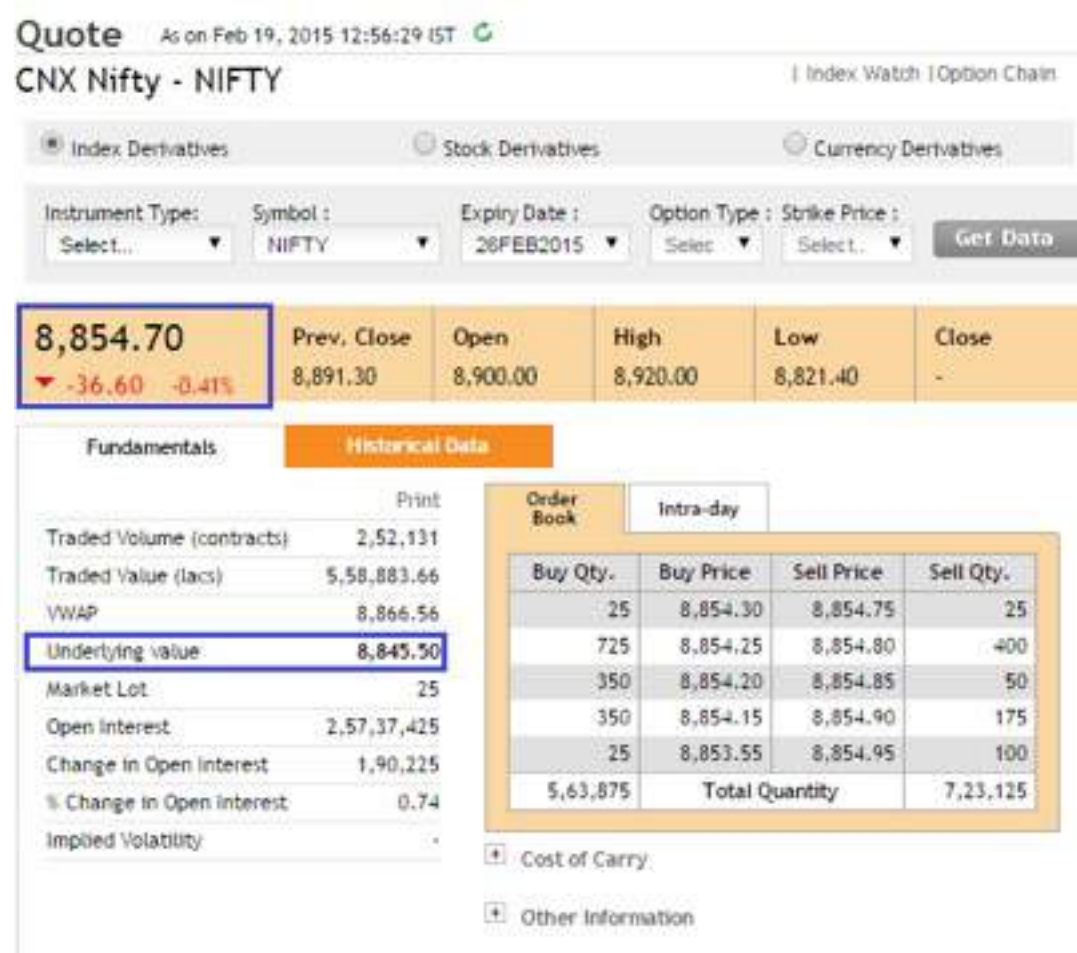 Quote As on Feb 19, 2015 12:56:29 IST
CNX Nifty - NIFTY | Index Watch | Option Chain
Index Derivatives Stock Derivatives Currency Derivatives
Instrument Type: Symbol : Expiry Date : Option Type : Strike Price :
Select... NIFTY 26FEB2015 Selec Select.. Get Data
8,854.70 Prev. Close Open High Low Close
-36.60 -0.41% 8,891.30 8,900.00 8,920.00 8,821.40 -
Fundamentals Historical Data
Print
Order Book Intra-day
Traded Volume (contracts) 2,52,131
Traded Value (lacs) 5,58,883.66
VWAP 8,866.56
Underlying value 8,845.50
Market Lot 25
Open Interest 2,57,37,425
Change in Open Interest 1,90,225
% Change in Open Interest 0.74
Implied Volatility -
Buy Qty. Buy Price Sell Price Sell Qty.
25 8,854.30 8,854.75 25
725 8,854.25 8,854.80 400
350 8,854.20 8,854.85 50
350 8,854.15 8,854.90 175
25 8,853.55 8,854.95 100
5,63,875 Total Quantity 7,23,125
+ Cost of Carry
+ Other Information